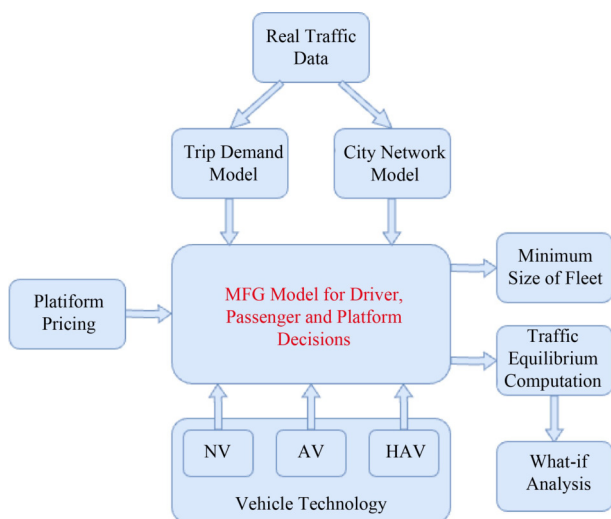 Real Traffic
Data
Trip Demand
Model
City Network
Model
Platiform
Pricing
MFG Model for Driver,
Passenger and Platform
Decisions
Minimum
Size of Fleet
Traffic
Equilibrium
Computation
NV
AV
HAV
Vehicle Technology
What-if
Analysis